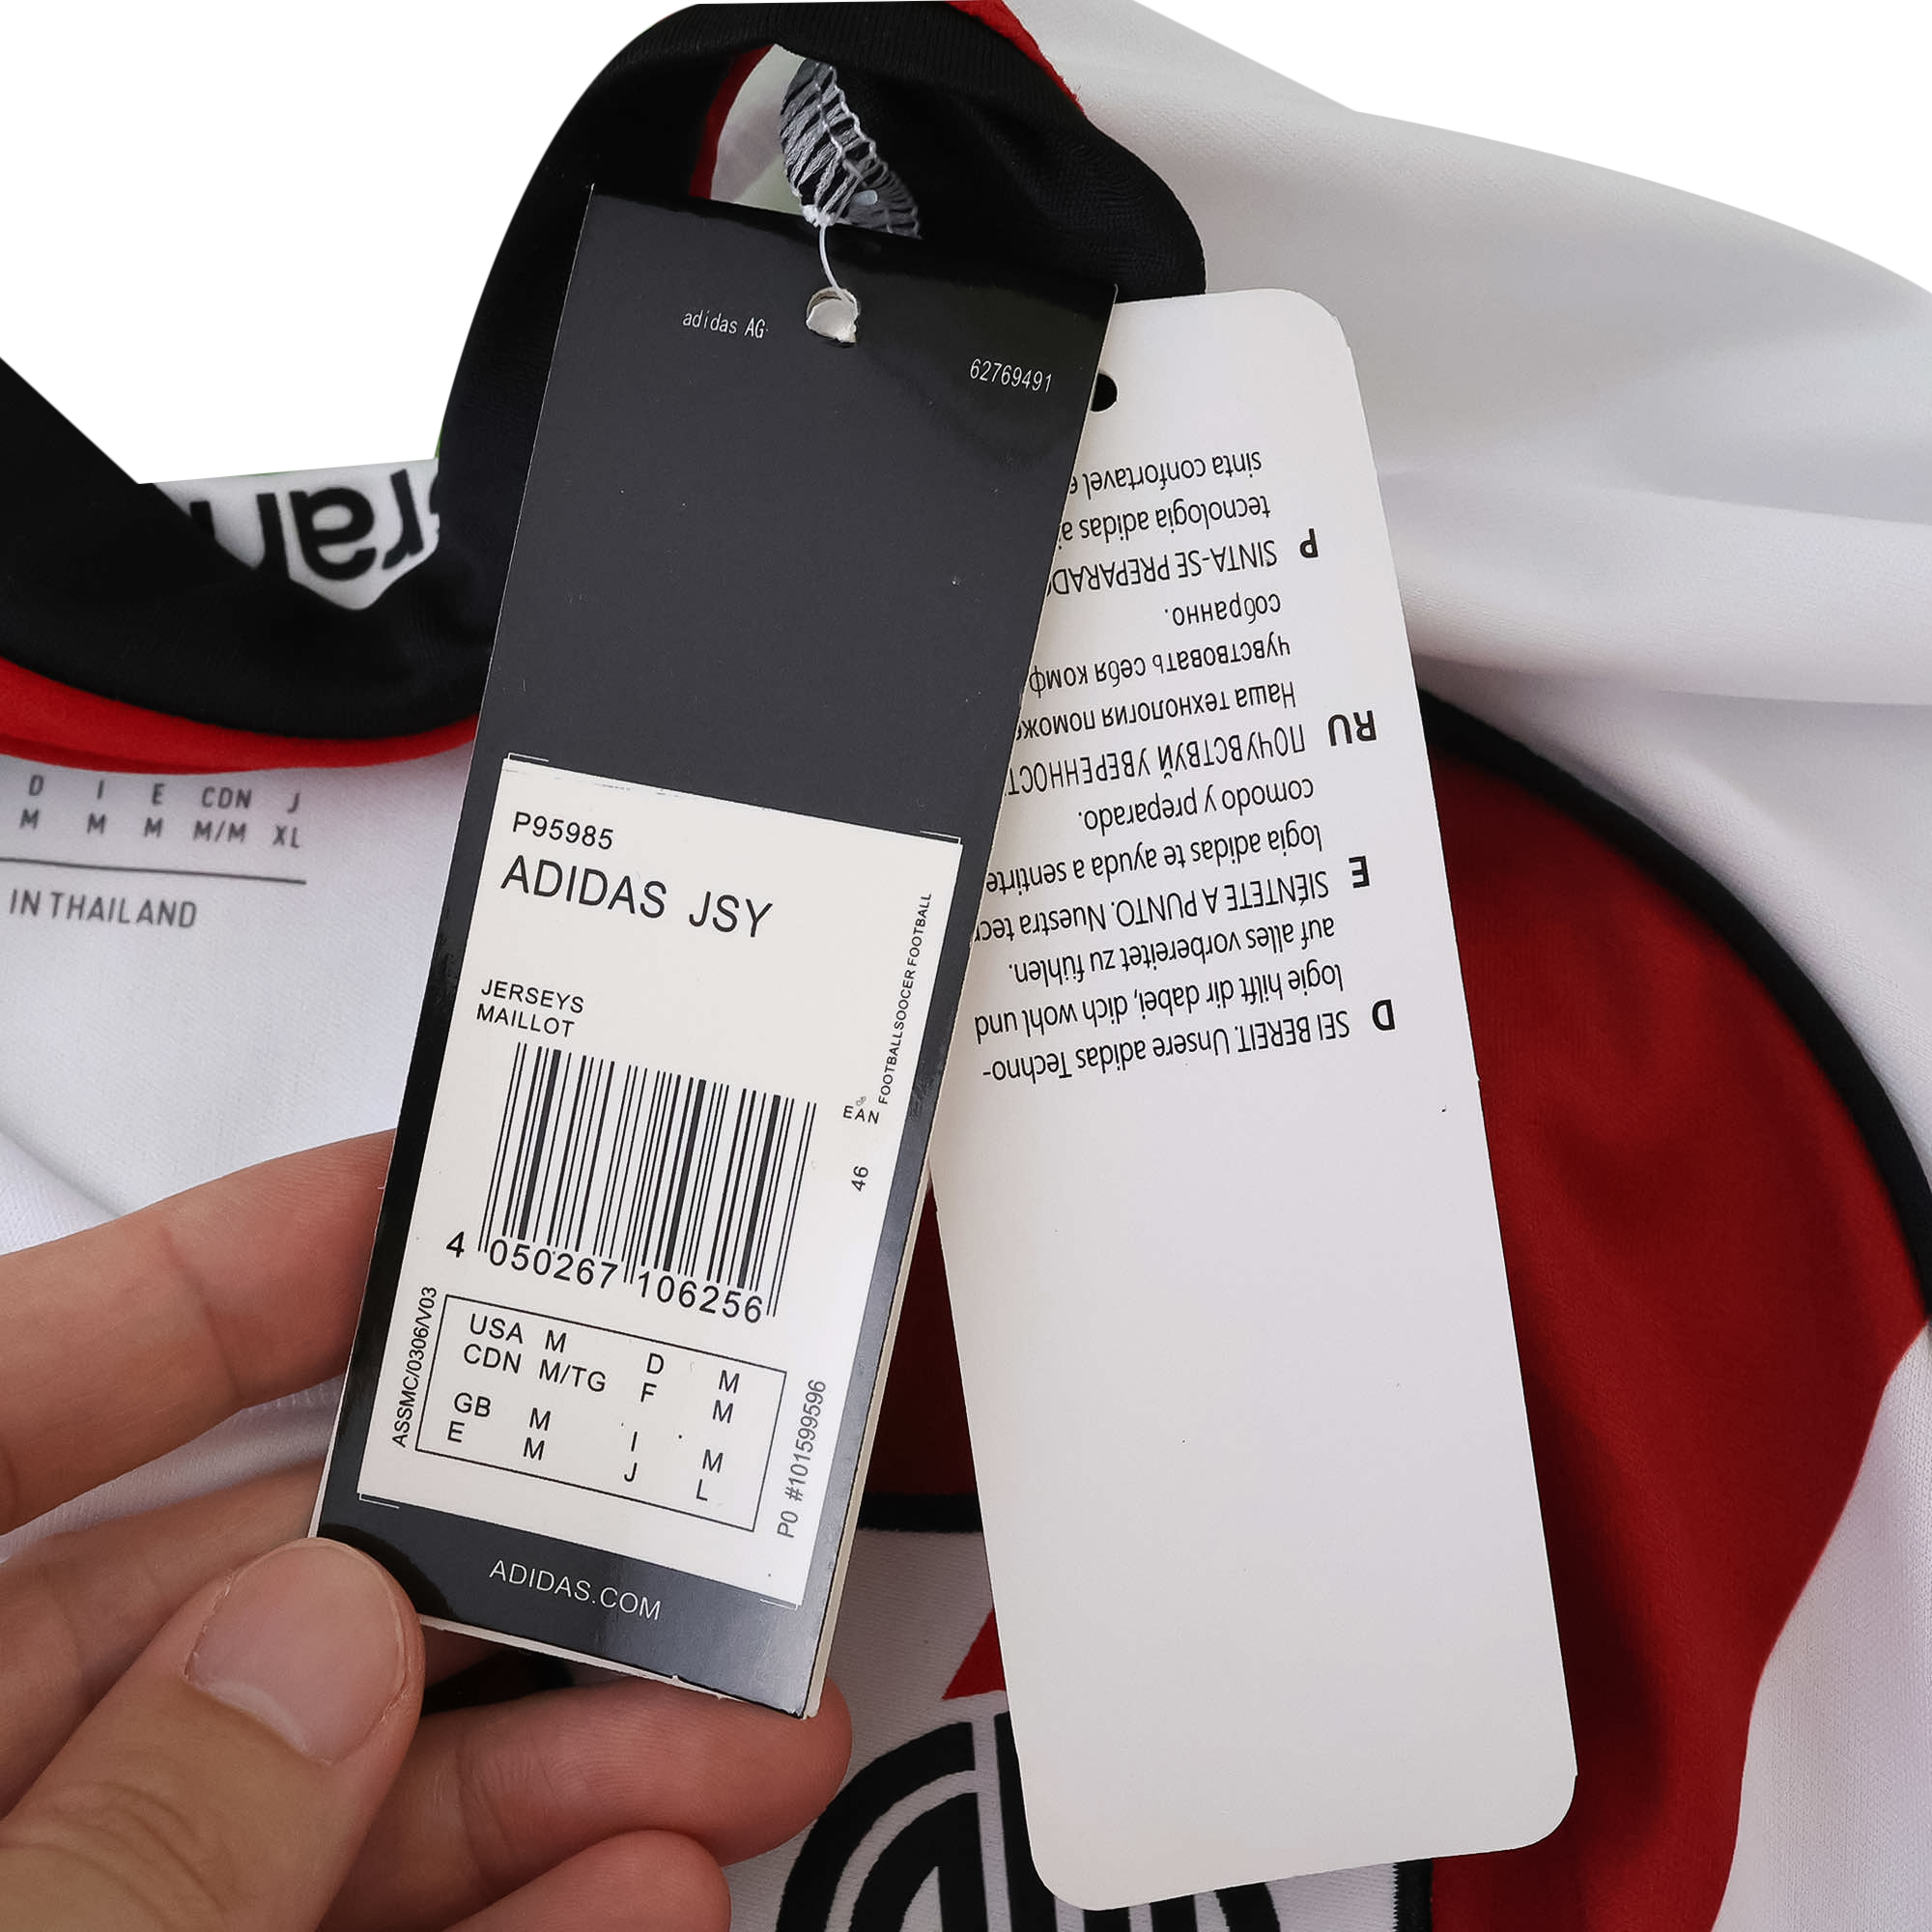 adidas AG
62769491
P95985
ADIDAS JSY
JERSEYS
MAILLOT
FOOTBALLSOCCER FOOTBALL
EAN
46
4 050267 106256
ASSMC/0306/V03
USA M D M
CDN M/TG F M
GB M I M
E M J L
PO #101599596
ADIDAS.COM
D SEI BEREIT. Unsere adidas Techno-
logie hilft dir dabei, dich wohl und
auf alles vorbereitet zu fühlen.
E SIÉNTETE A PUNTO. Nuestra tec
logia adidas te ayuda a sentirte
comodo y preparado.
RU ПОЧУВСТВУЙ УВЕРЕННОСТ
Наша технология поможе
чувствовать себя комф
собранно.
P SINTA-SE PREPARADO
tecnologia adidas a
sinta confortavel e
D I E CDN J
M M M M/M XL
IN THAILAND